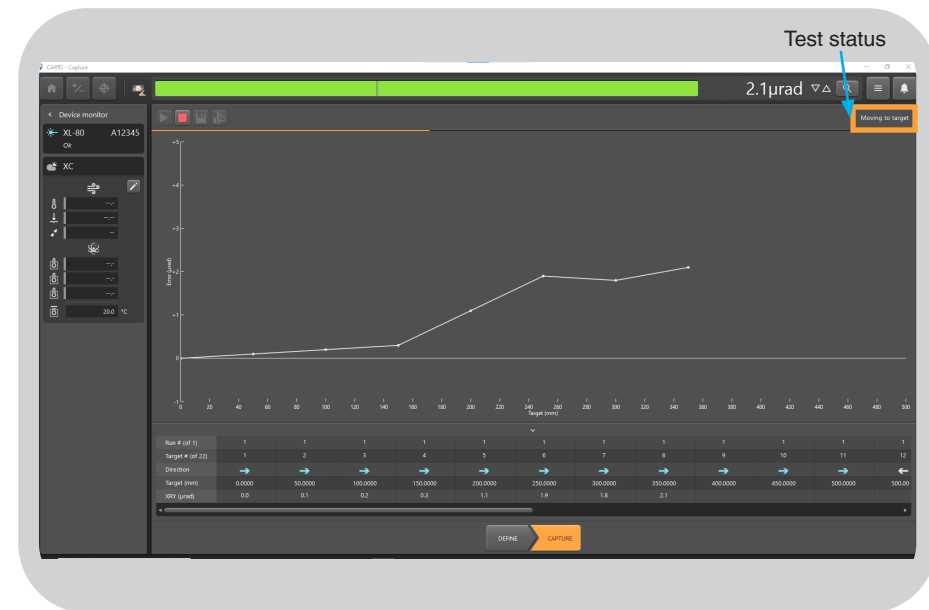 Test status
CARTO - Capture
2.1µrad
Device monitor
Moving to target
XL-80 A12345
Ok
XC
--.-
--.--
--
--.-
--.-
--.-
20.0 °C
+5
+4
+3
+2
+1
0
-1
Error (µrad)
0 20 40 60 80 100 120 140 160 180 200 220 240 260 280 300 320 340 360 380 400 420 440 460 480 500
Target (mm)
Run # (of 1) 1 1 1 1 1 1 1 1 1 1 1 1
Target # (of 22) 1 2 3 4 5 6 7 8 9 10 11 12
Direction
Target (mm) 0.0000 50.0000 100.0000 150.0000 200.0000 250.0000 300.0000 350.0000 400.0000 450.0000 500.0000 500.00
XRY (µrad) 0.0 0.1 0.2 0.3 1.1 1.9 1.8 2.1
DEFINE CAPTURE